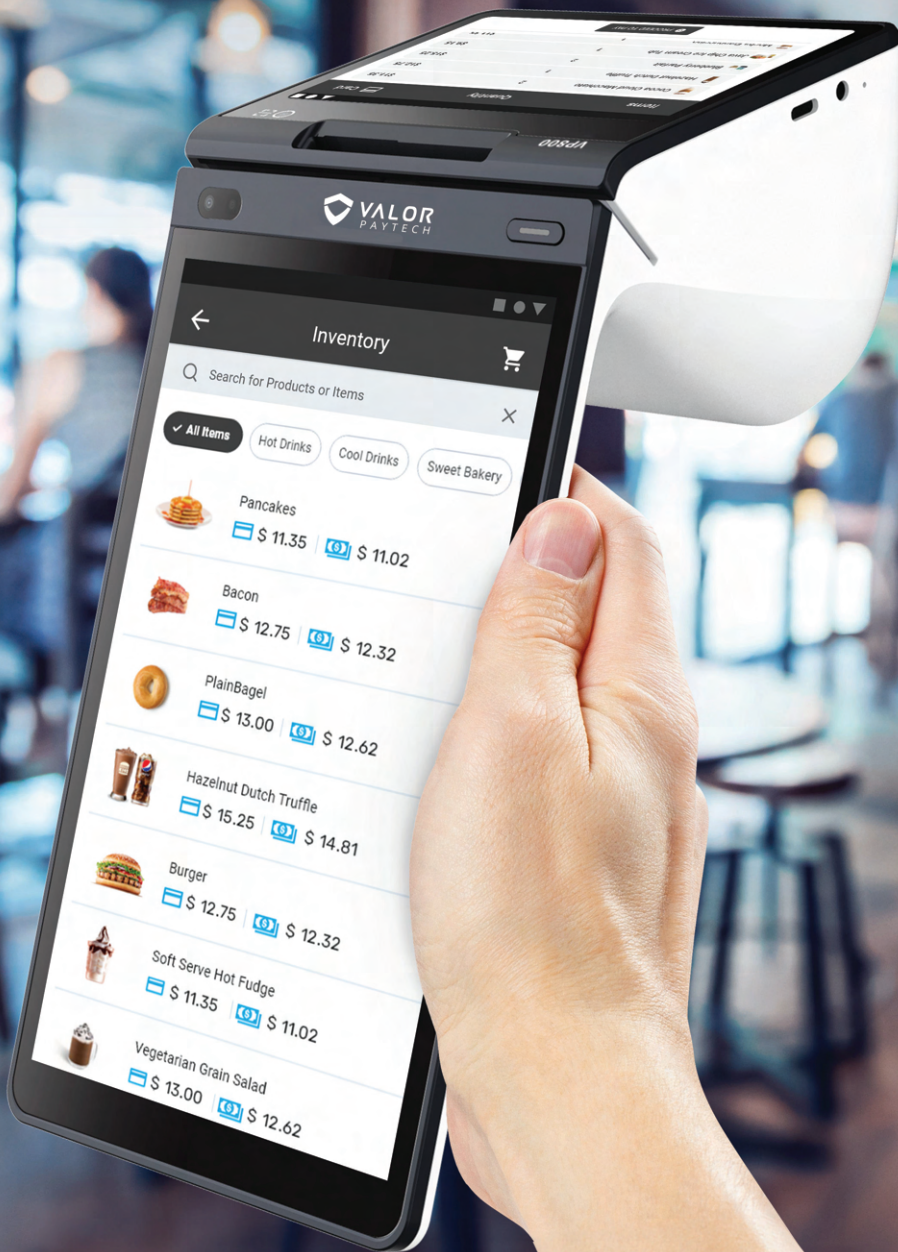 VP800
Items
Quantity
VALOR
PAYTECH
Inventory
Search for Products or Items
All Items
Hot Drinks
Cool Drinks
Sweet Bakery
Pancakes
$ 11.35 $ 11.02
Bacon
$ 12.75 $ 12.32
PlainBagel
$ 13.00 $ 12.62
Hazelnut Dutch Truffle
$ 15.25 $ 14.81
Burger
$ 12.75 $ 12.32
Soft Serve Hot Fudge
$ 11.35 $ 11.02
Vegetarian Grain Salad
$ 13.00 $ 12.62